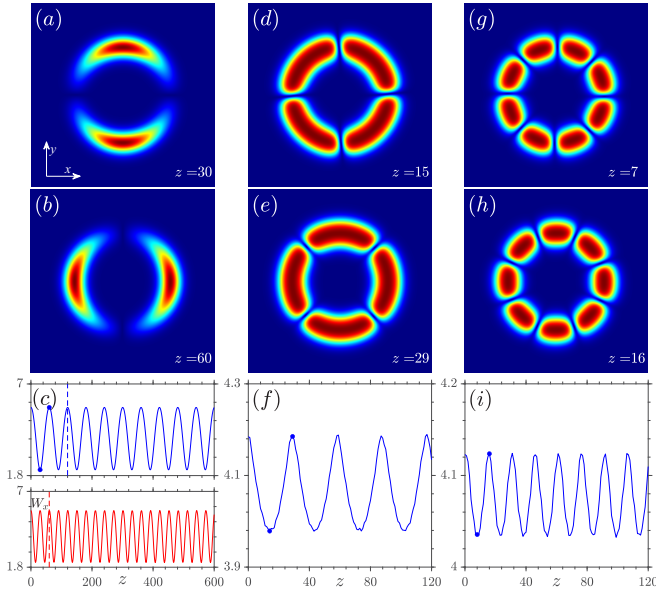 (a) (d) (g)
y
x
z =30 z =15 z =7
(b) (e) (h)
z =60 z =29 z =16
7 4.3 4.2
(c) (f) (i)
1.8 4.1 4.1
7
W_x
1.8 3.9 4
0 200 400 600 0 40 80 120 0 40 80 120
z z z